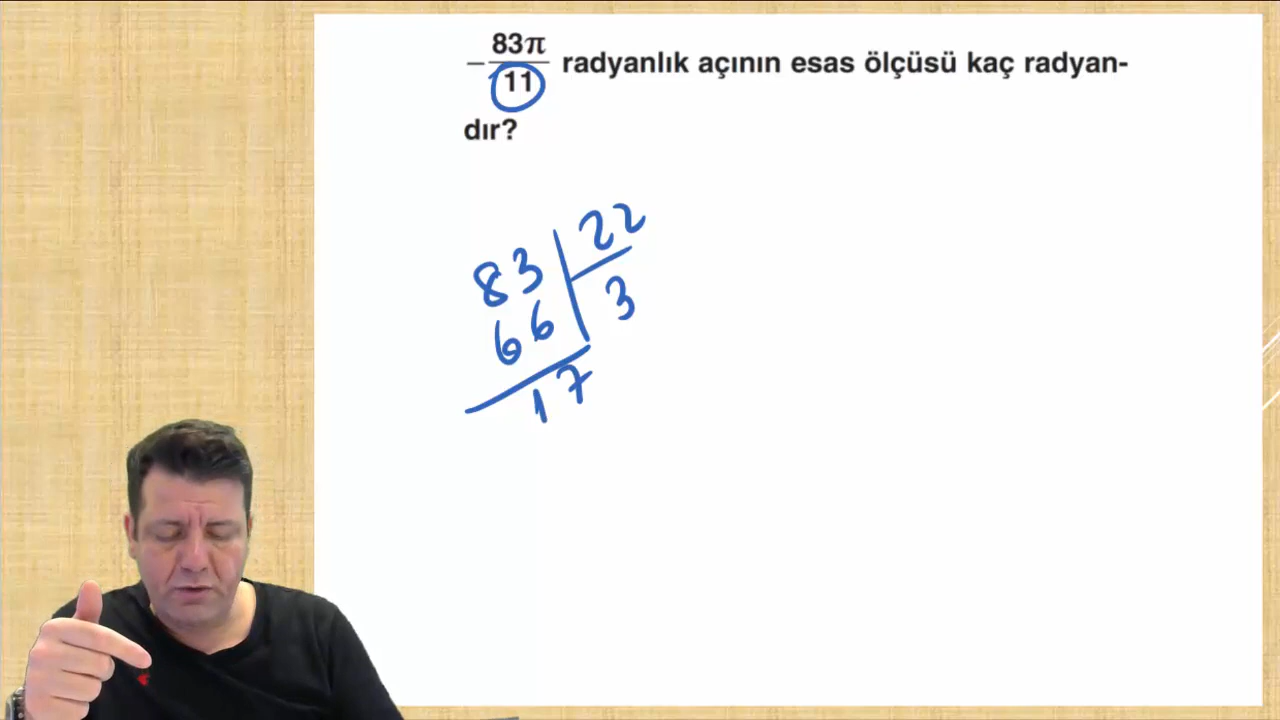 −83π/11 radyanlık açının esas ölçüsü kaç radyan-
dır?
83 | 22
66 | 3
17